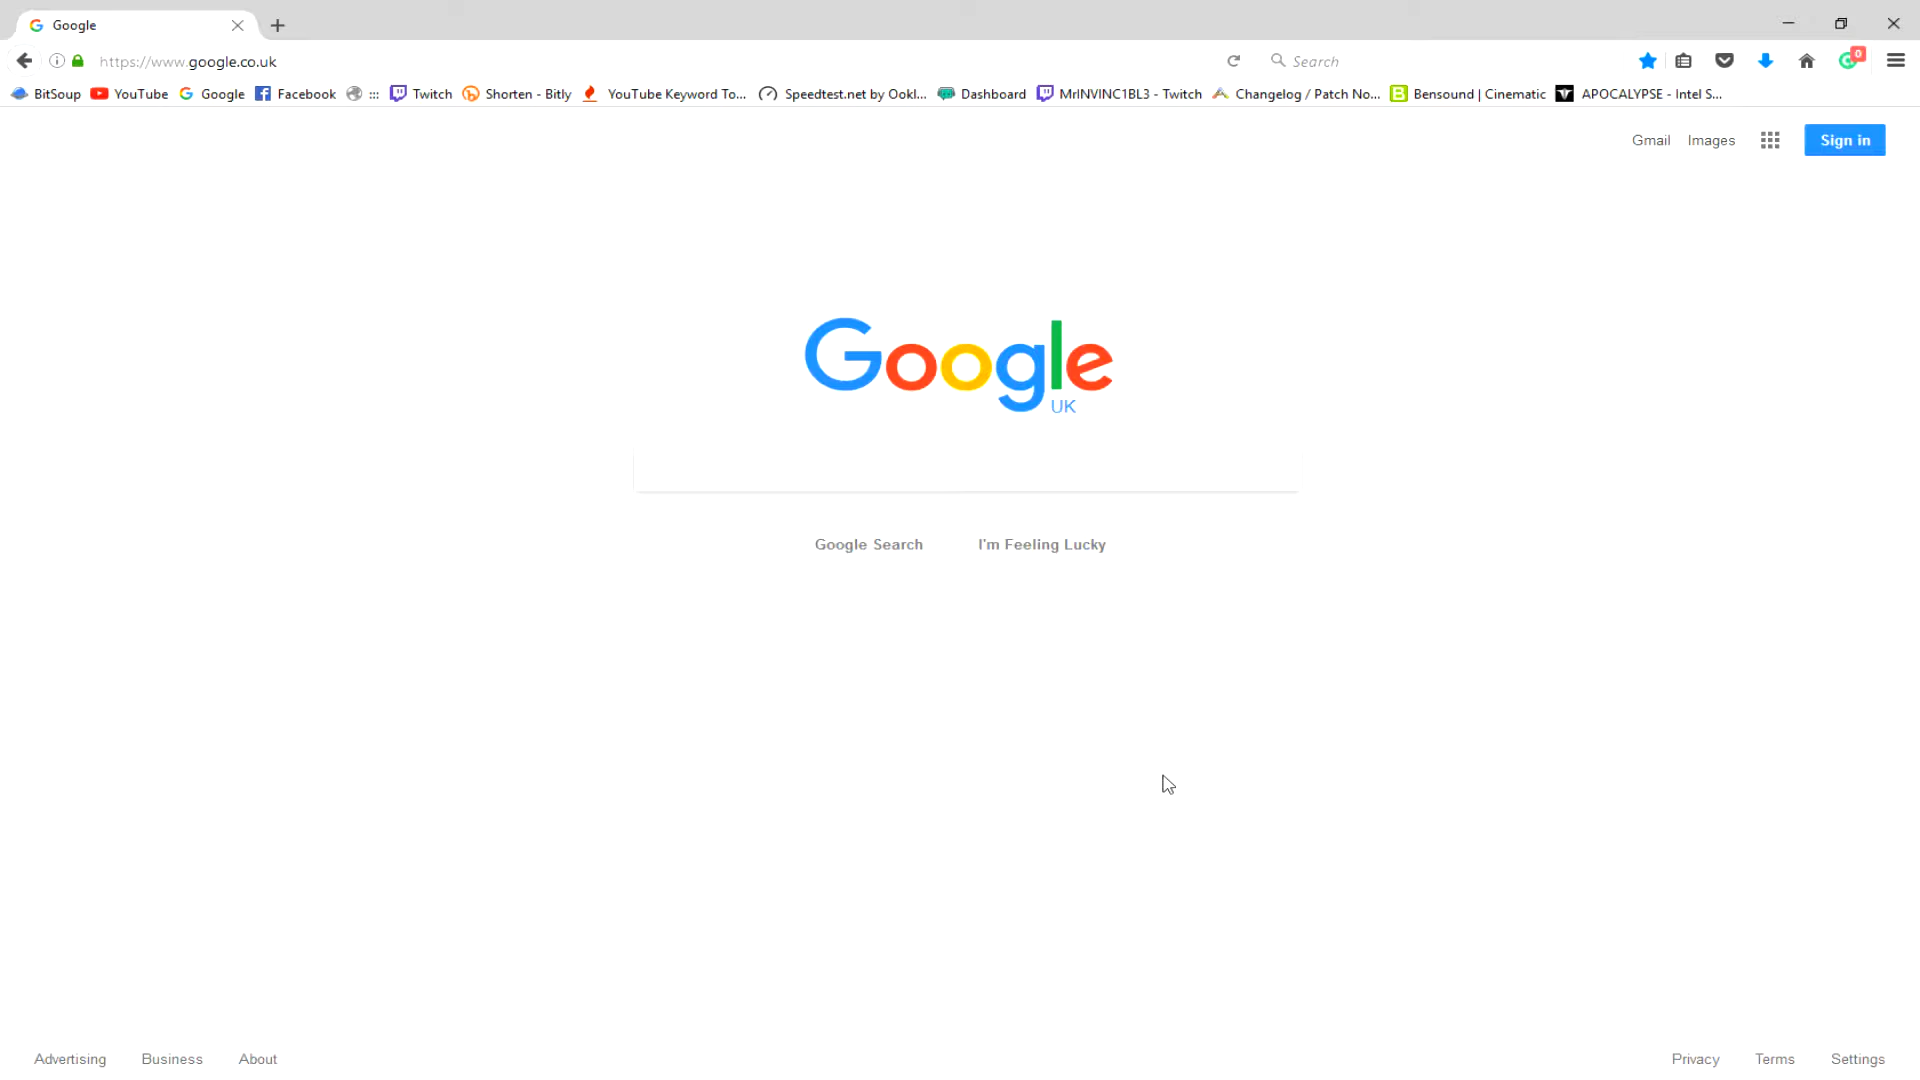 Google
https://www.google.co.uk
Search
0
BitSoup YouTube Google Facebook ::: Twitch Shorten - Bitly YouTube Keyword To... Speedtest.net by Ookl... Dashboard MrINVINC1BL3 - Twitch Changelog / Patch No... Bensound | Cinematic APOCALYPSE - Intel S...
Gmail Images Sign in
Google
UK
Google Search I'm Feeling Lucky
Advertising Business About Privacy Terms Settings